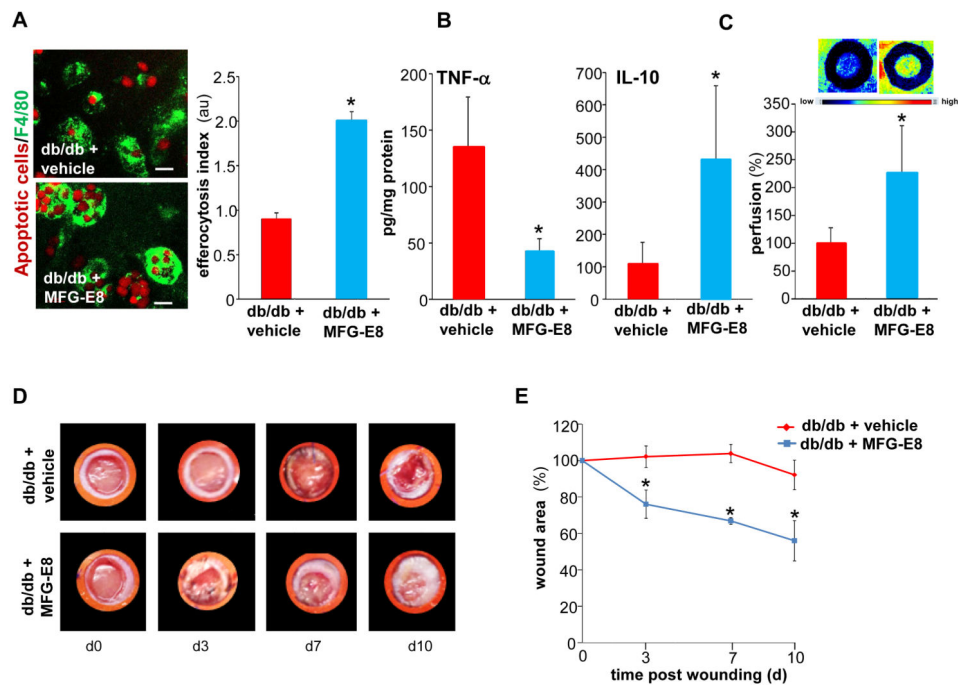 A
Apoptotic cells/F4/80
db/db +
vehicle
db/db +
MFG-E8
efferocytosis index (au)
2.5
2.0
1.5
1.0
0.5
0
*
db/db +
vehicle
db/db +
MFG-E8
B
TNF-α
pg/mg protein
200
150
100
50
0
*
db/db +
vehicle
db/db +
MFG-E8
IL-10
700
600
500
400
300
200
100
0
*
db/db +
vehicle
db/db +
MFG-E8
C
low
high
perfusion (%)
350
300
250
200
150
100
50
0
*
db/db +
vehicle
db/db +
MFG-E8
D
db/db +
vehicle
db/db +
MFG-E8
d0
d3
d7
d10
E
db/db + vehicle
db/db + MFG-E8
wound area (%)
120
100
80
60
40
20
0
*
*
*
0
3
7
10
time post wounding (d)